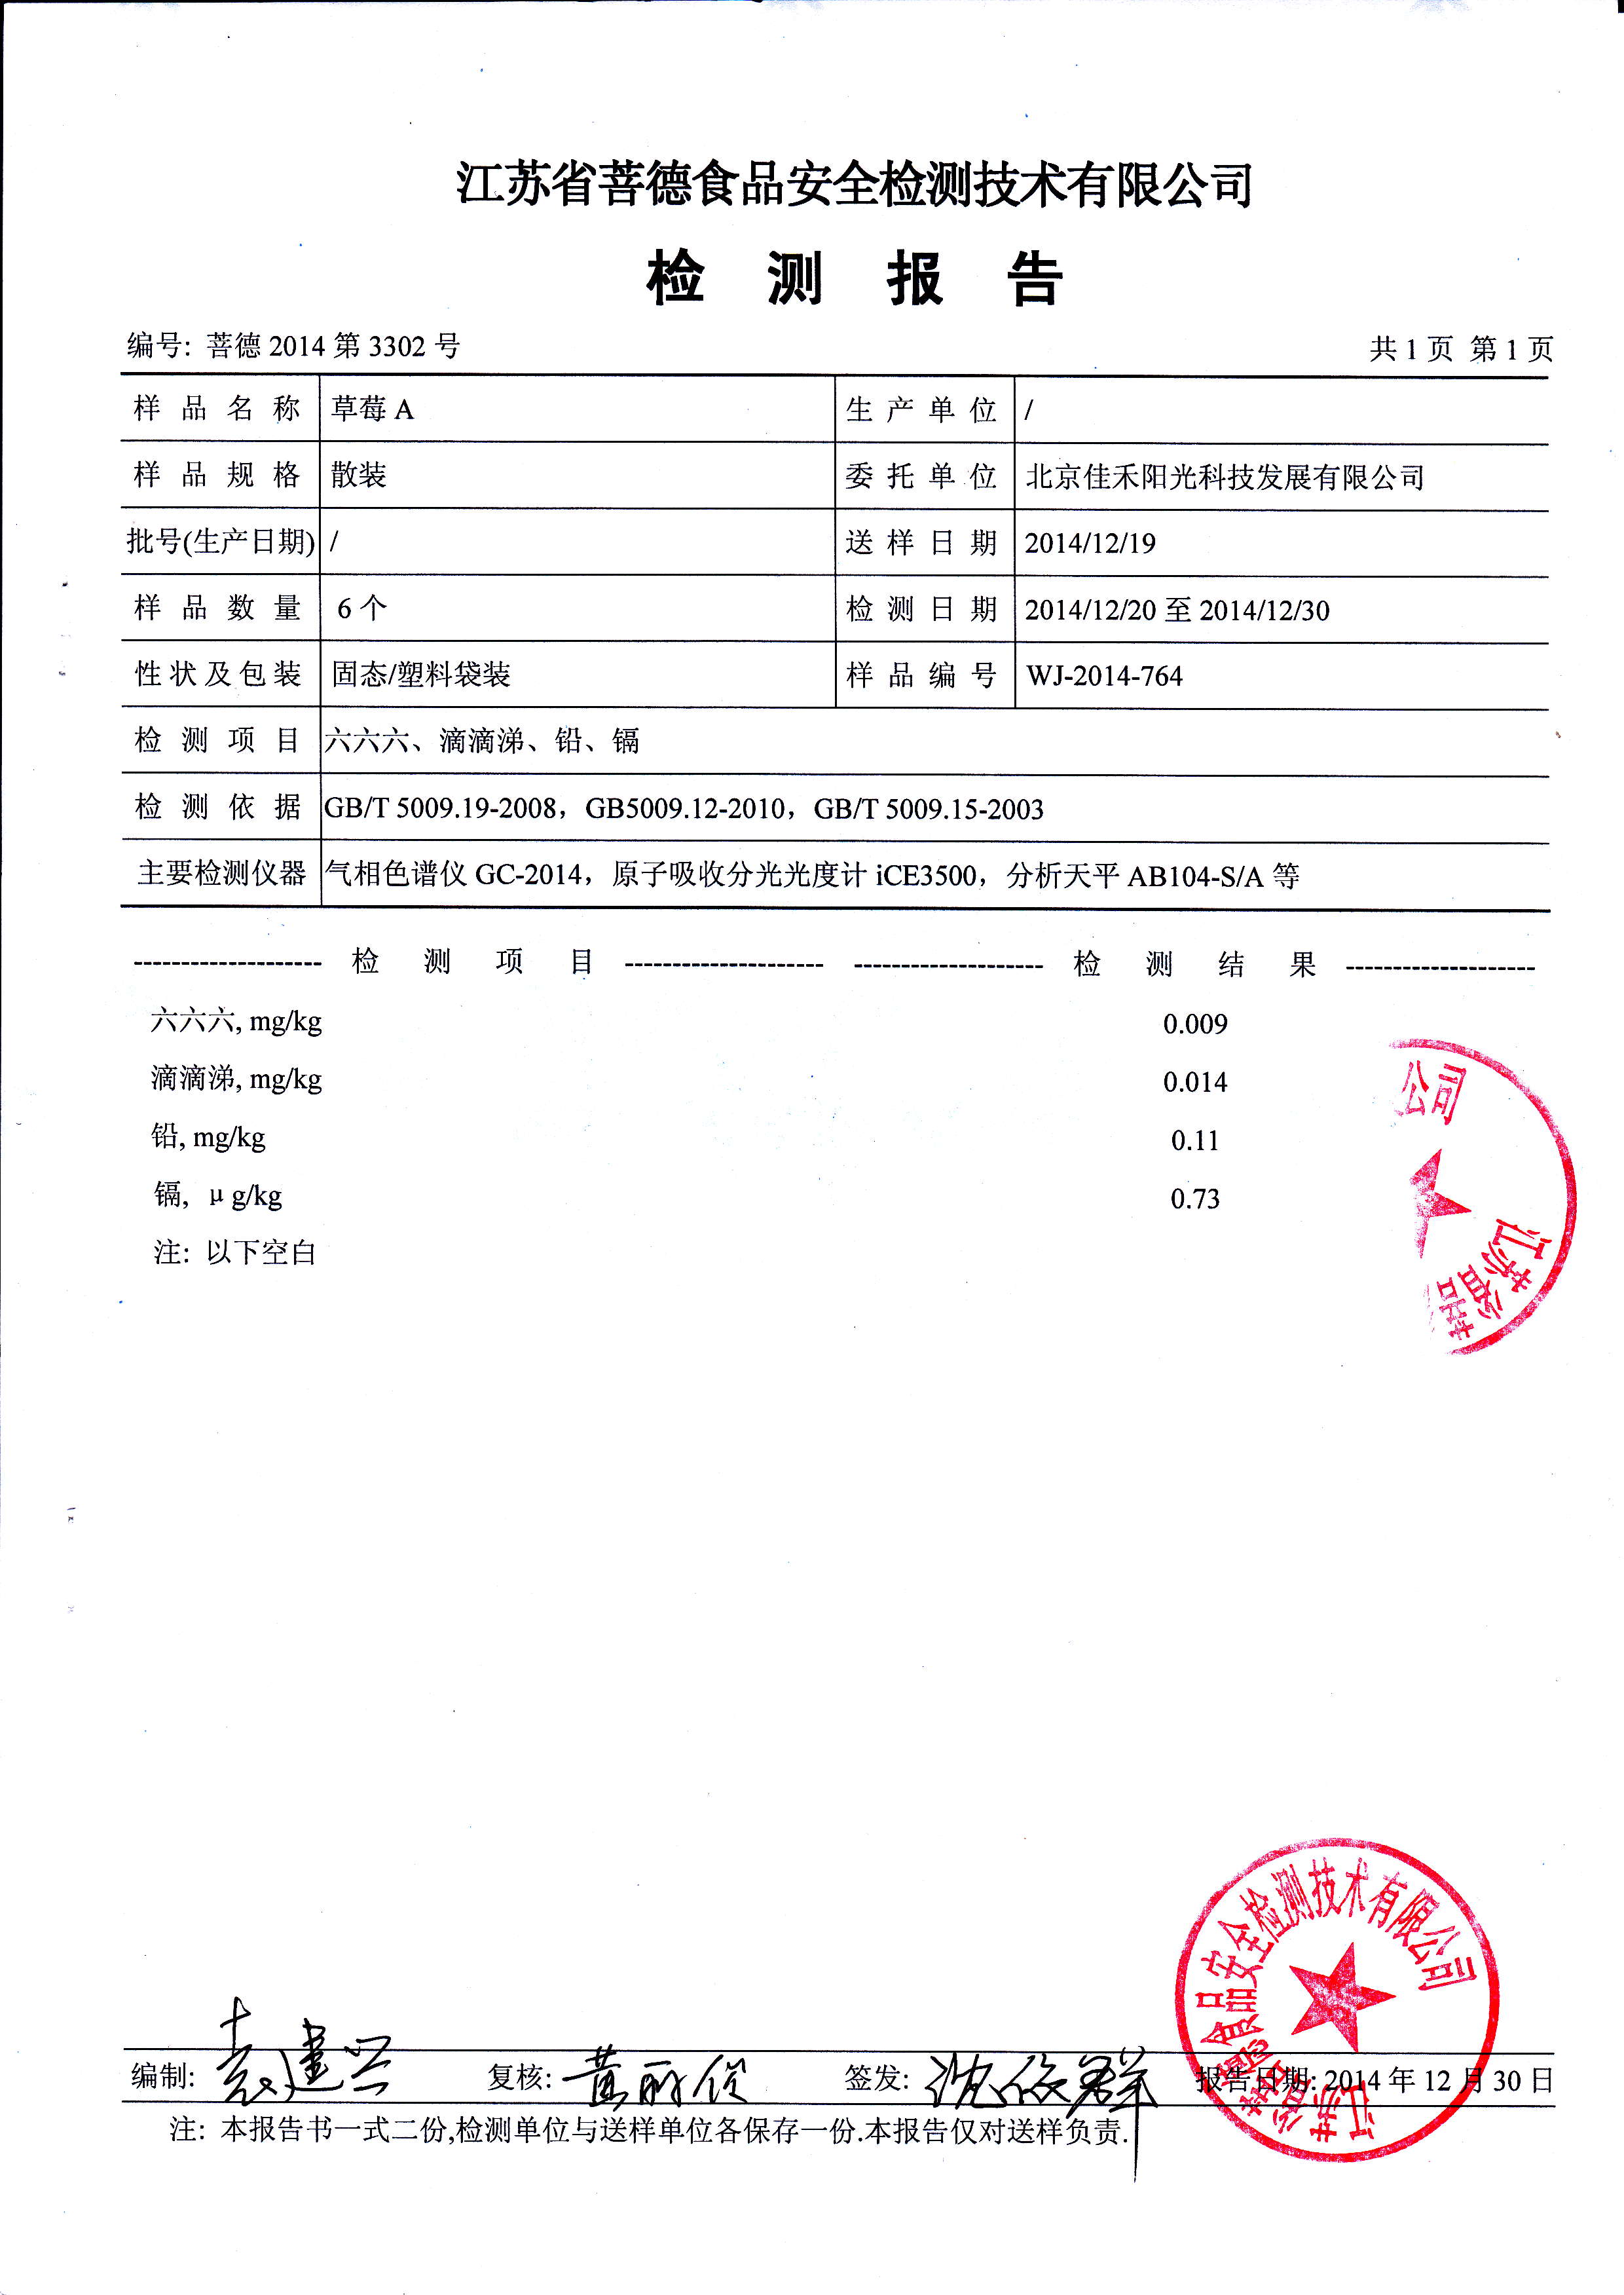 江苏省菩德食品安全检测技术有限公司
检 测 报 告
编号: 菩德 2014 第 3302 号 共 1 页 第 1 页
样 品 名 称 草莓 A 生 产 单 位 /
样 品 规 格 散装 委 托 单 位 北京佳禾阳光科技发展有限公司
批号(生产日期) / 送 样 日 期 2014/12/19
样 品 数 量 6 个 检 测 日 期 2014/12/20 至 2014/12/30
性 状 及 包 装 固态/塑料袋装 样 品 编 号 WJ-2014-764
检 测 项 目 六六六、滴滴涕、铅、镉
检 测 依 据 GB/T 5009.19-2008，GB5009.12-2010，GB/T 5009.15-2003
主要检测仪器 气相色谱仪 GC-2014，原子吸收分光光度计 iCE3500，分析天平 AB104-S/A 等
-------------------- 检 测 项 目 --------------------- -------------------- 检 测 结 果 --------------------
六六六, mg/kg 0.009
滴滴涕, mg/kg 0.014
铅, mg/kg 0.11
镉, μg/kg 0.73
注: 以下空白
公司
江苏省菩
江苏省菩德食品安全检测技术有限公司
编制: 袁建兴 复核: 签发: 报告日期: 2014 年 12 月 30 日
注: 本报告书一式二份,检测单位与送样单位各保存一份.本报告仅对送样负责.